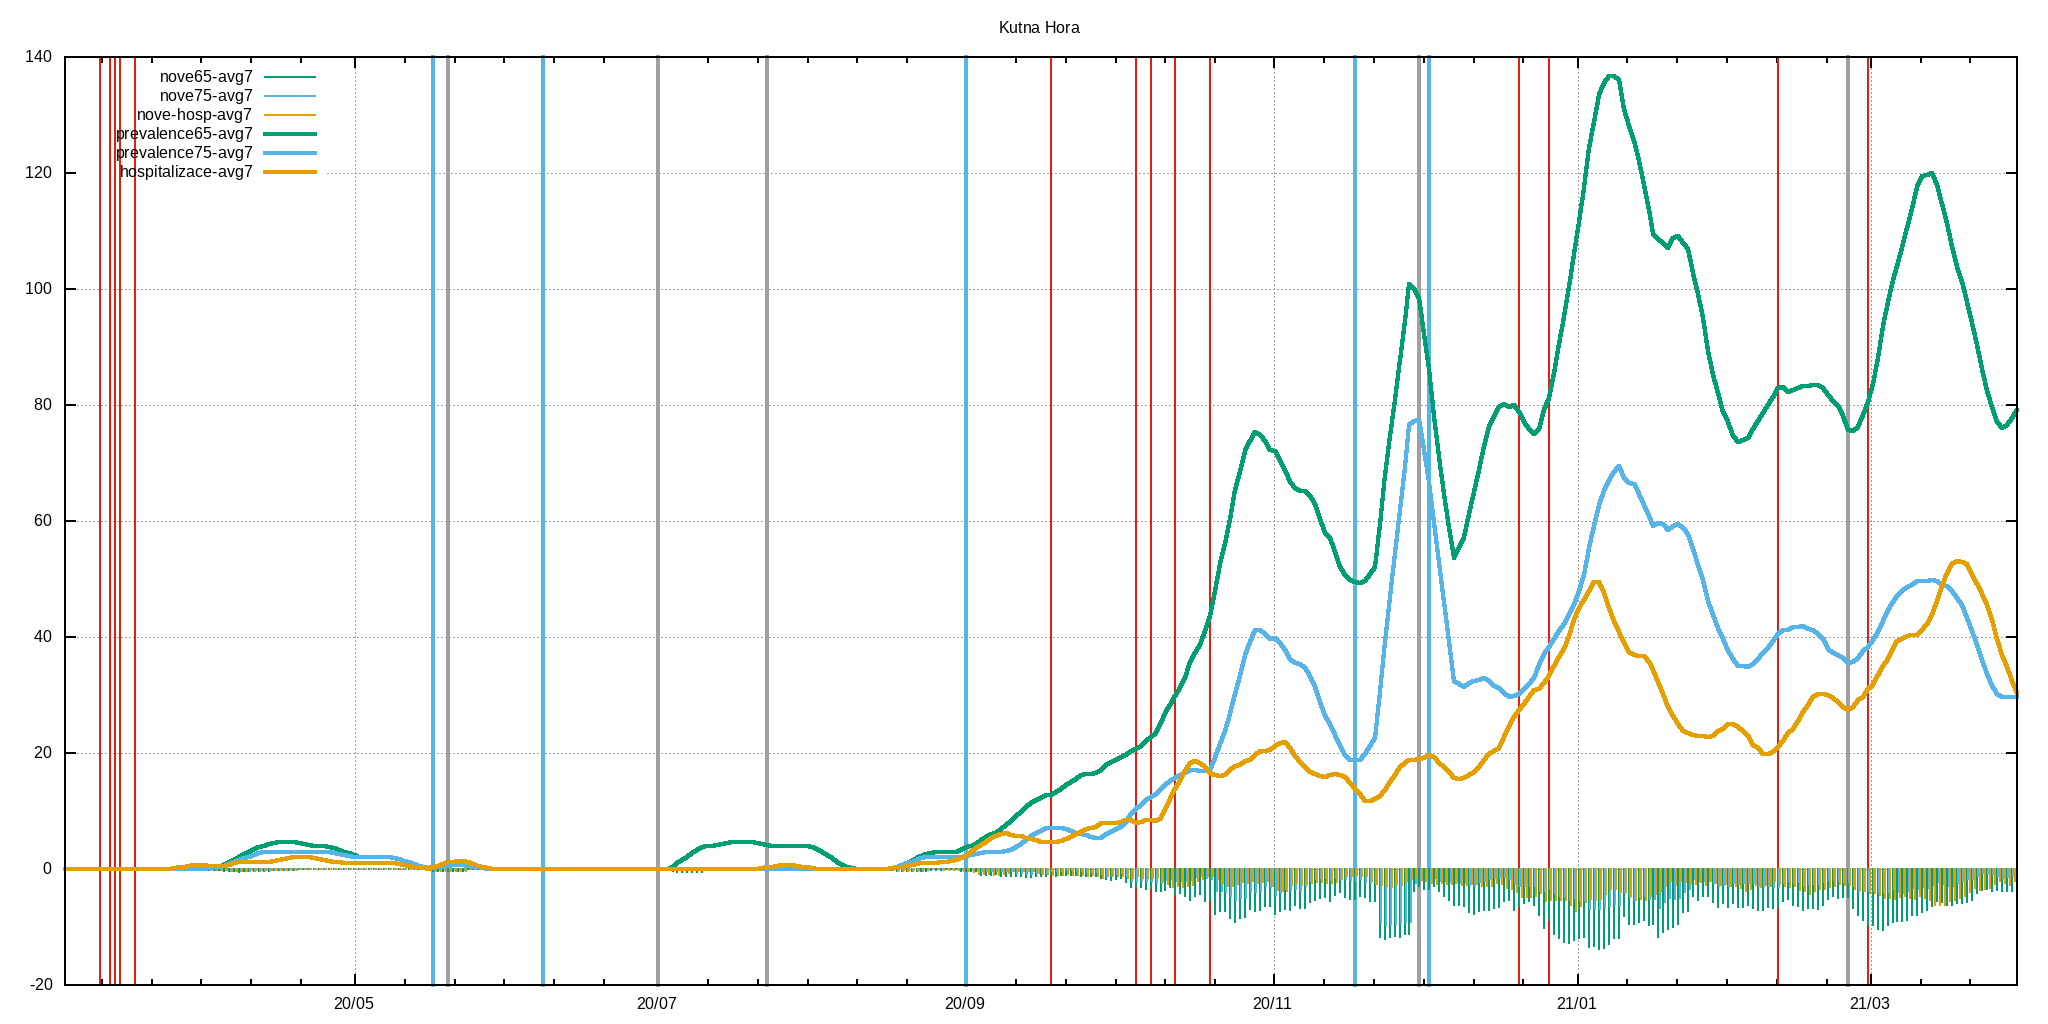 Kutna Hora
140
120
100
80
60
40
20
0
-20
nove65-avg7
nove75-avg7
nove-hosp-avg7
prevalence65-avg7
prevalence75-avg7
hospitalizace-avg7
20/05
20/07
20/09
20/11
21/01
21/03